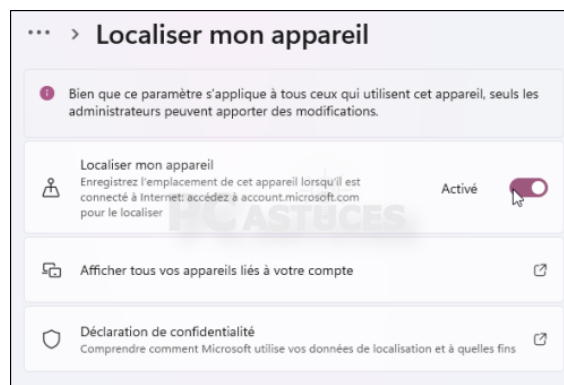 ... > Localiser mon appareil
Bien que ce paramètre s'applique à tous ceux qui utilisent cet appareil, seuls les
administrateurs peuvent apporter des modifications.
Localiser mon appareil
Enregistrez l'emplacement de cet appareil lorsqu'il est
connecté à Internet: accédez à account.microsoft.com
pour le localiser
Activé
PC ASTUCES
Afficher tous vos appareils liés à votre compte
Déclaration de confidentialité
Comprendre comment Microsoft utilise vos données de localisation et à quelles fins